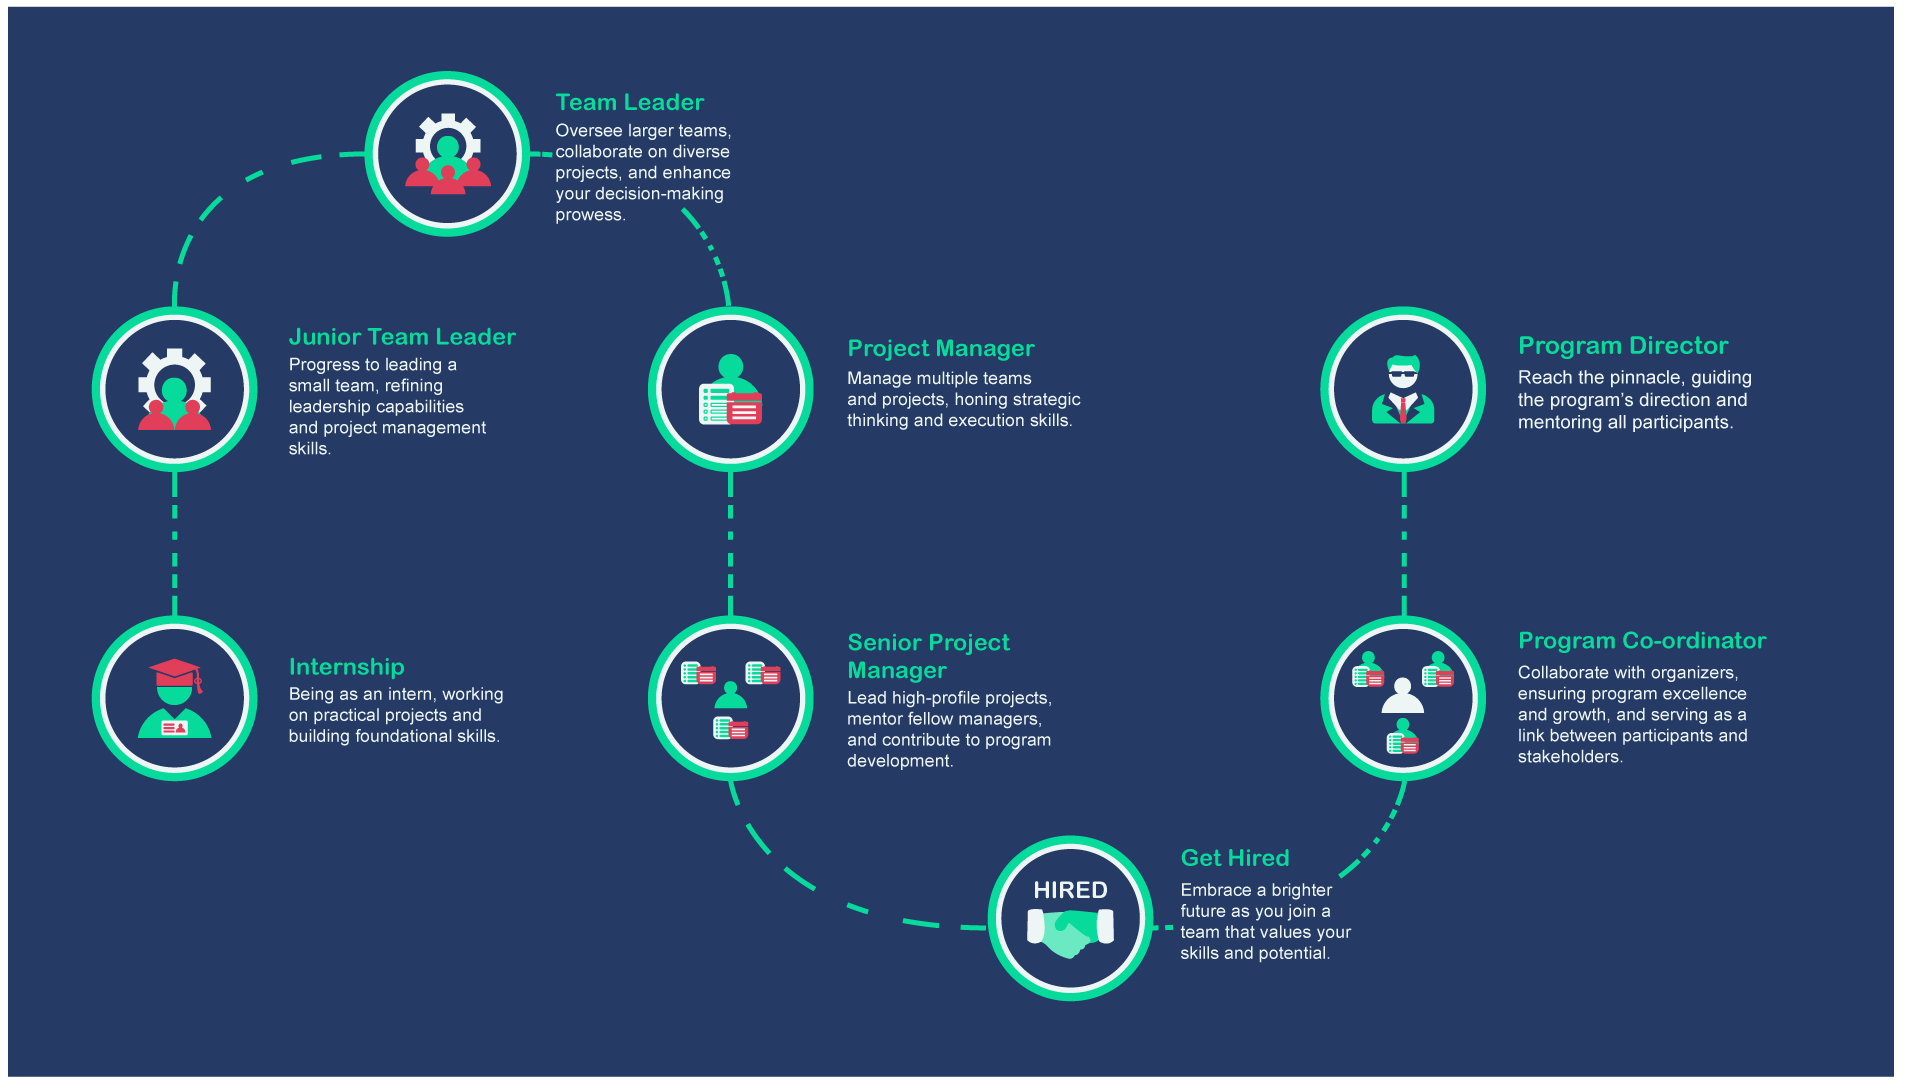 Team Leader
Oversee larger teams,
collaborate on diverse
projects, and enhance
your decision-making
prowess.
Junior Team Leader
Progress to leading a
small team, refining
leadership capabilities
and project management
skills.
Project Manager
Manage multiple teams
and projects, honing strategic
thinking and execution skills.
Program Director
Reach the pinnacle, guiding
the program’s direction and
mentoring all participants.
Internship
Being as an intern, working
on practical projects and
building foundational skills.
Senior Project
Manager
Lead high-profile projects,
mentor fellow managers,
and contribute to program
development.
Program Co-ordinator
Collaborate with organizers,
ensuring program excellence
and growth, and serving as a
link between participants and
stakeholders.
HIRED
Get Hired
Embrace a brighter
future as you join a
team that values your
skills and potential.